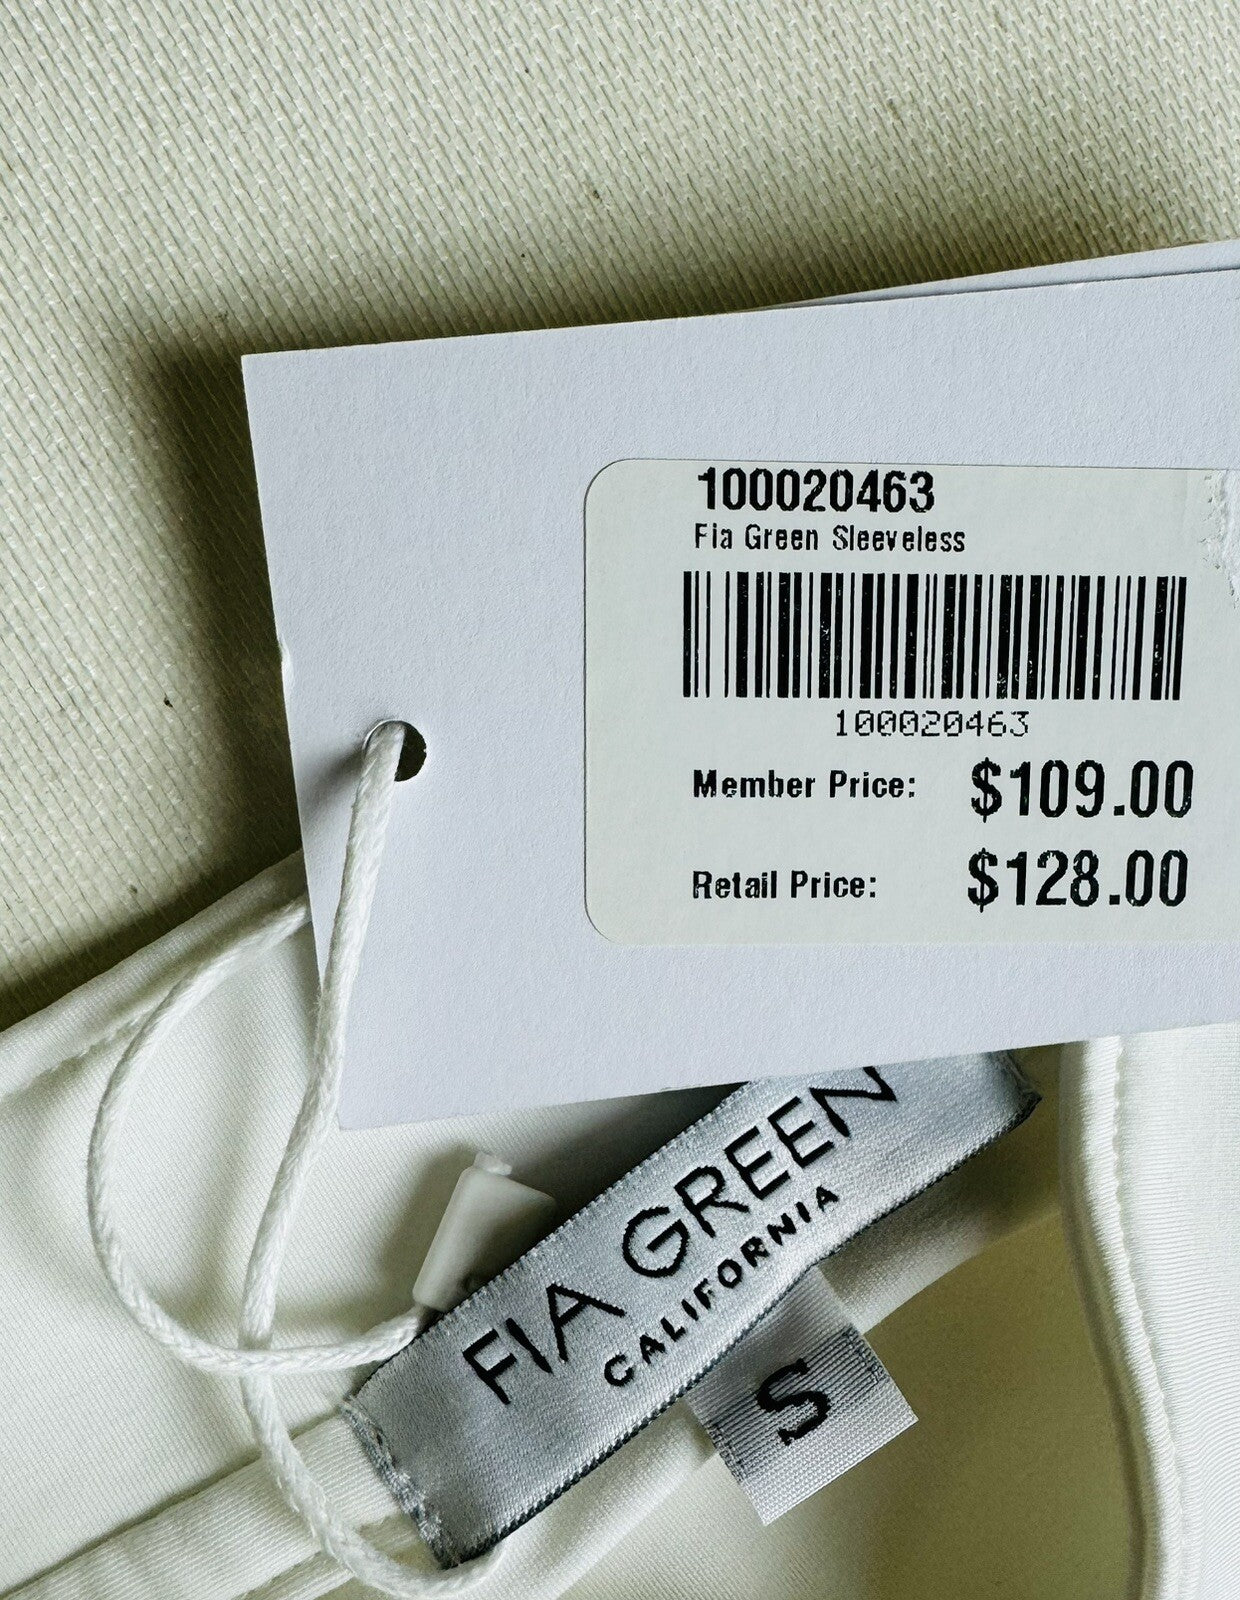 100020463
Fia Green Sleeveless
100020463
Member Price: $109.00
Retail Price: $128.00
FIA GREEN
CALIFORNIA
S